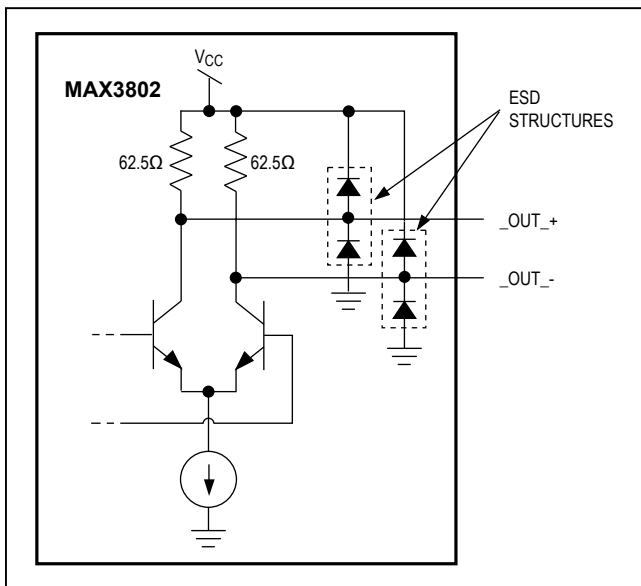 VCC
MAX3802
ESD
STRUCTURES
62.5Ω
62.5Ω
_OUT_+
_OUT_-